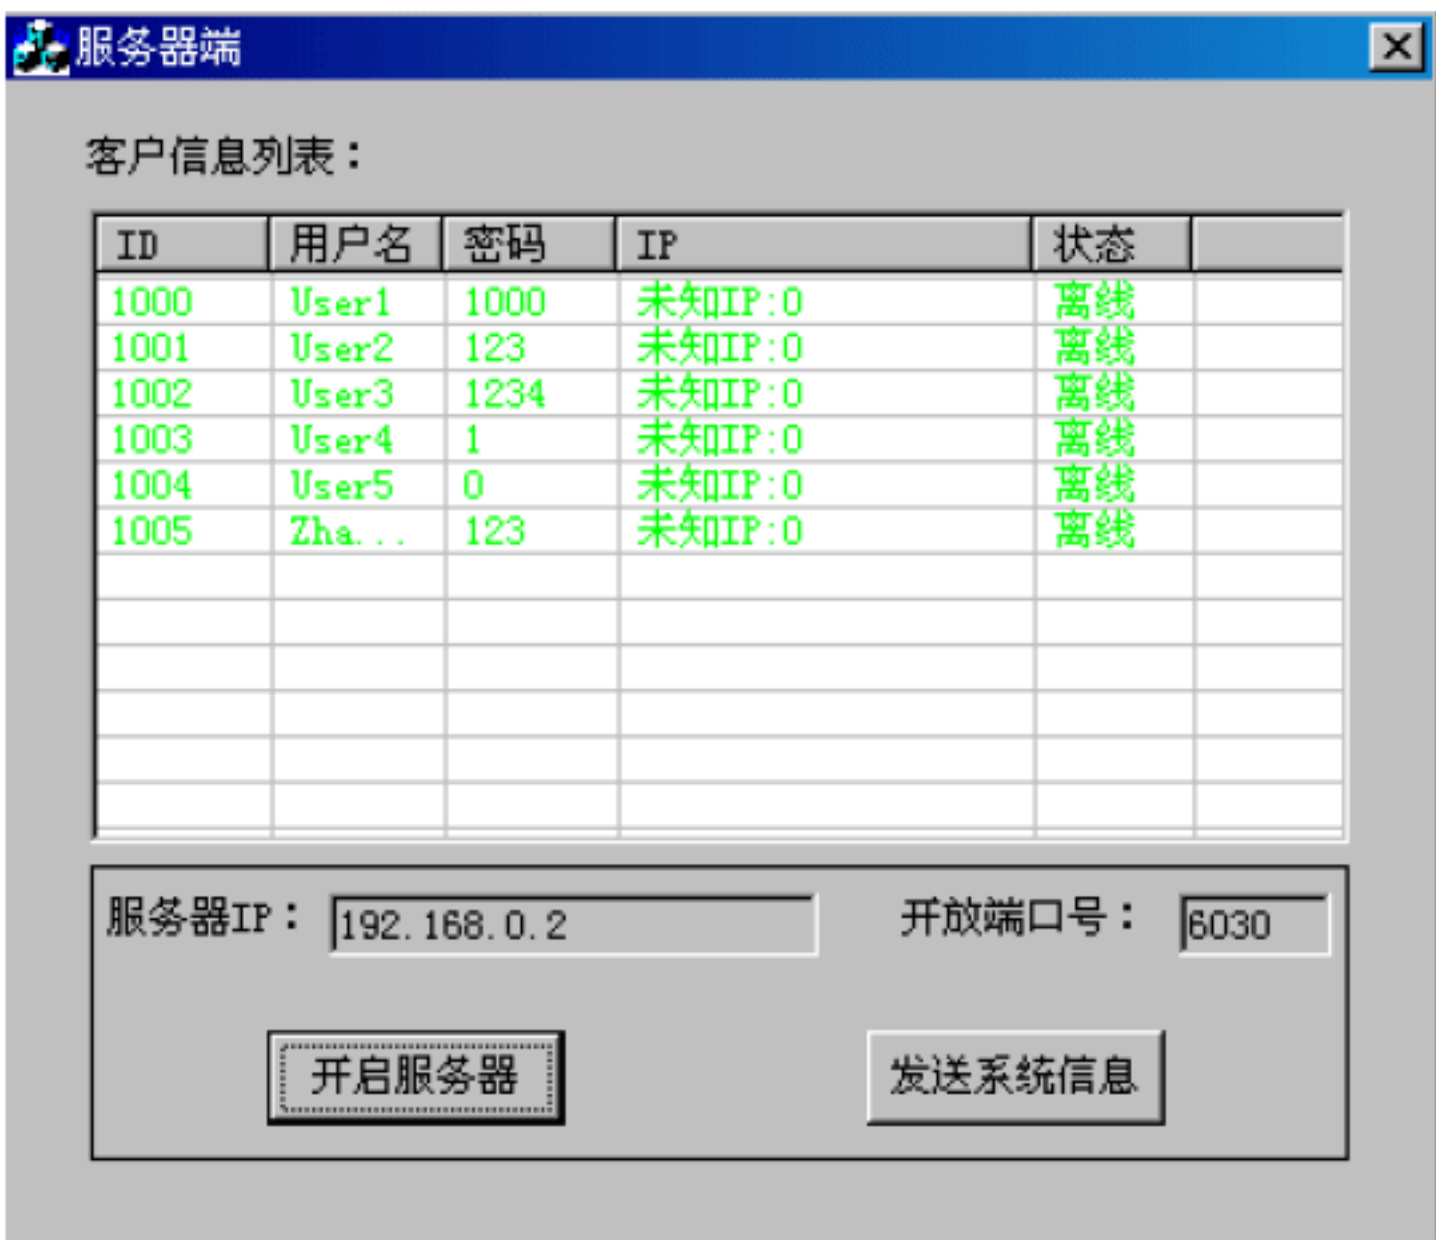 服务器端
客户信息列表：
ID 用户名 密码 IP 状态
1000 User1 1000 未知IP:0 离线
1001 User2 123 未知IP:0 离线
1002 User3 1234 未知IP:0 离线
1003 User4 1 未知IP:0 离线
1004 User5 0 未知IP:0 离线
1005 Zha... 123 未知IP:0 离线
服务器IP： 192.168.0.2 开放端口号： 6030
开启服务器 发送系统信息